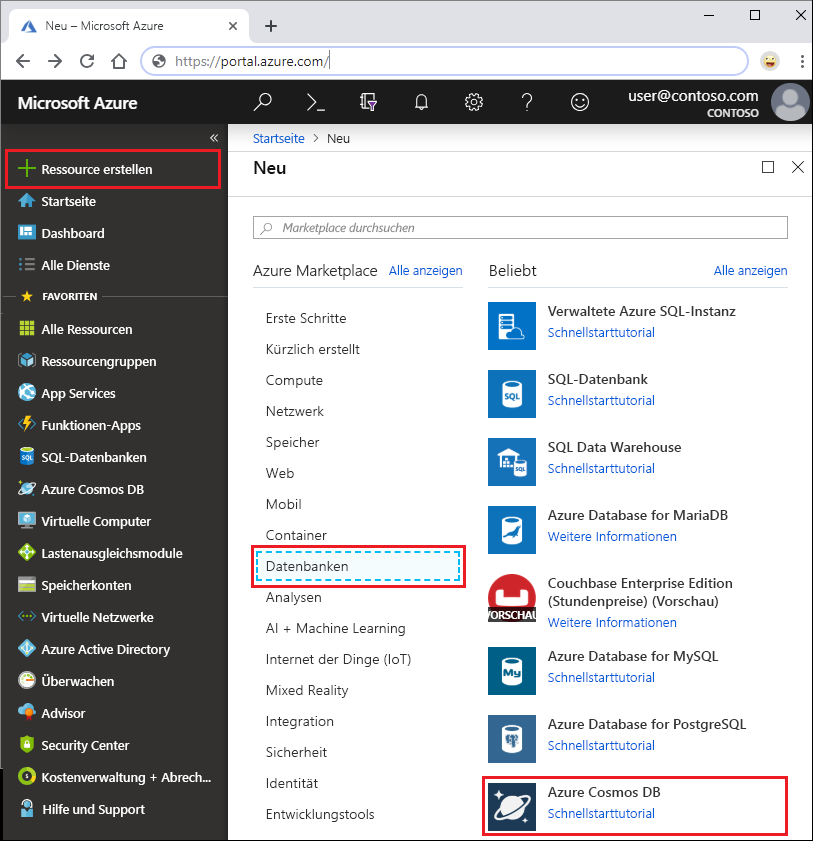 Neu – Microsoft Azure
https://portal.azure.com/
Microsoft Azure
user@contoso.com
CONTOSO
Ressource erstellen
Startseite
Dashboard
Alle Dienste
FAVORITEN
Alle Ressourcen
Ressourcengruppen
App Services
Funktionen-Apps
SQL
SQL-Datenbanken
Azure Cosmos DB
Virtuelle Computer
Lastenausgleichsmodule
Speicherkonten
Virtuelle Netzwerke
Azure Active Directory
Überwachen
Advisor
Security Center
Kostenverwaltung + Abrech...
Hilfe und Support
Startseite > Neu
Neu
Marketplace durchsuchen
Azure Marketplace Alle anzeigen
Erste Schritte
Kürzlich erstellt
Compute
Netzwerk
Speicher
Web
Mobil
Container
Datenbanken
Analysen
AI + Machine Learning
Internet der Dinge (IoT)
Mixed Reality
Integration
Sicherheit
Identität
Entwicklungstools
Beliebt Alle anzeigen
Verwaltete Azure SQL-Instanz
Schnellstarttutorial
SQL
SQL-Datenbank
Schnellstarttutorial
SQL
SQL Data Warehouse
Schnellstarttutorial
Azure Database for MariaDB
Weitere Informationen
VORSCHAU
Couchbase Enterprise Edition
(Stundenpreise) (Vorschau)
Weitere Informationen
My
Azure Database for MySQL
Schnellstarttutorial
Azure Database for PostgreSQL
Schnellstarttutorial
Azure Cosmos DB
Schnellstarttutorial